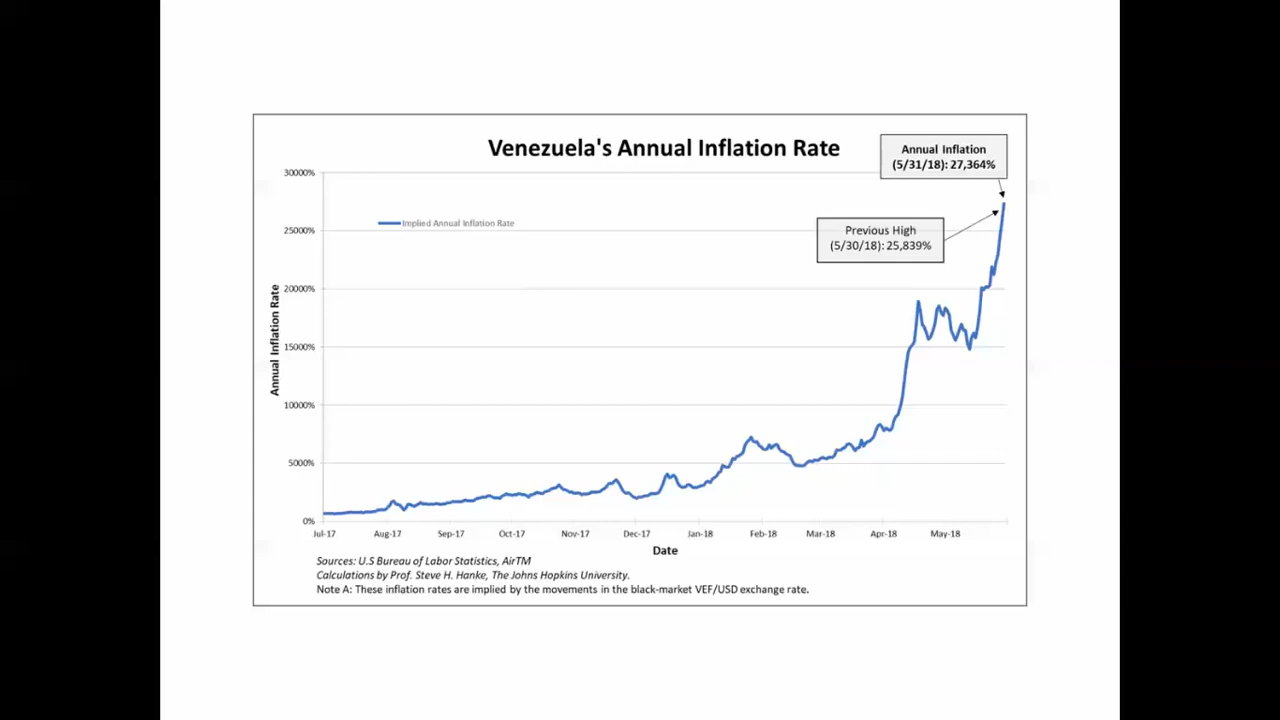 Venezuela's Annual Inflation Rate
Annual Inflation
(5/31/18): 27,364%
Previous High
(5/30/18): 25,839%
Implied Annual Inflation Rate
Annual Inflation Rate
30000%
25000%
20000%
15000%
10000%
5000%
0%
Jul-17 Aug-17 Sep-17 Oct-17 Nov-17 Dec-17 Jan-18 Feb-18 Mar-18 Apr-18 May-18
Date
Sources: U.S Bureau of Labor Statistics, AirTM
Calculations by Prof. Steve H. Hanke, The Johns Hopkins University.
Note A: These inflation rates are implied by the movements in the black-market VEF/USD exchange rate.